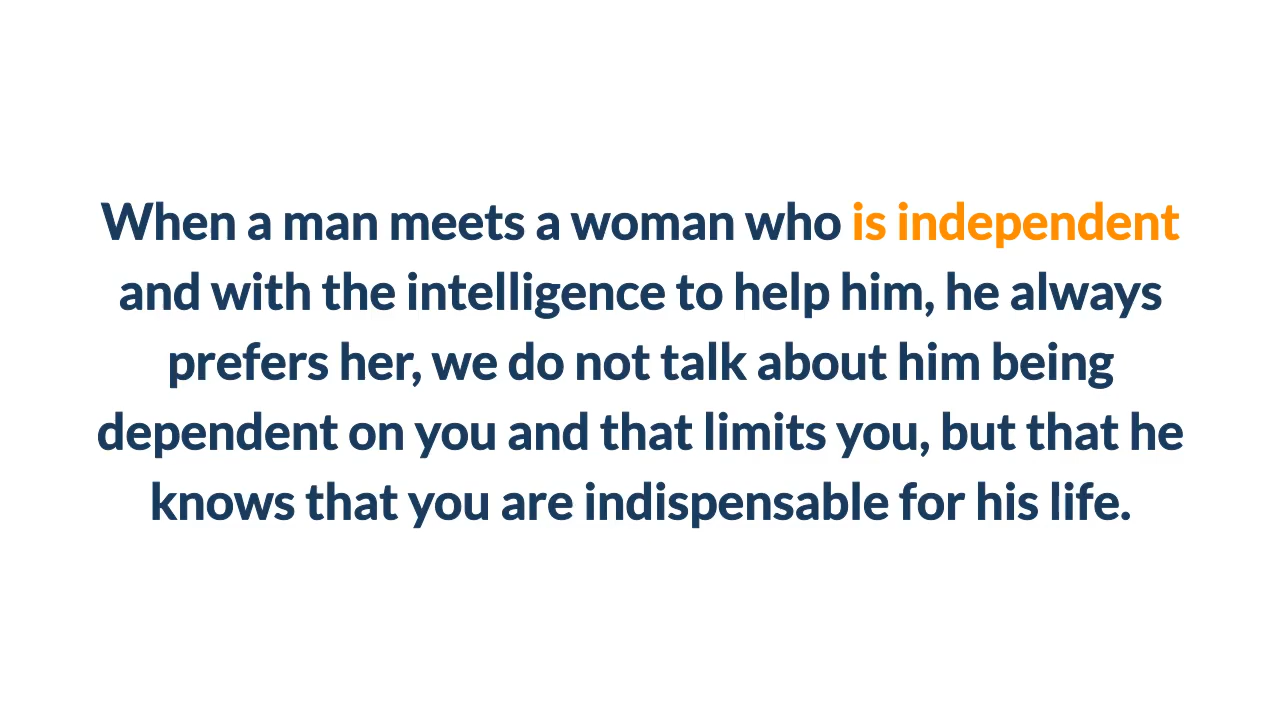 When a man meets a woman who is independent
and with the intelligence to help him, he always
prefers her, we do not talk about him being
dependent on you and that limits you, but that he
knows that you are indispensable for his life.